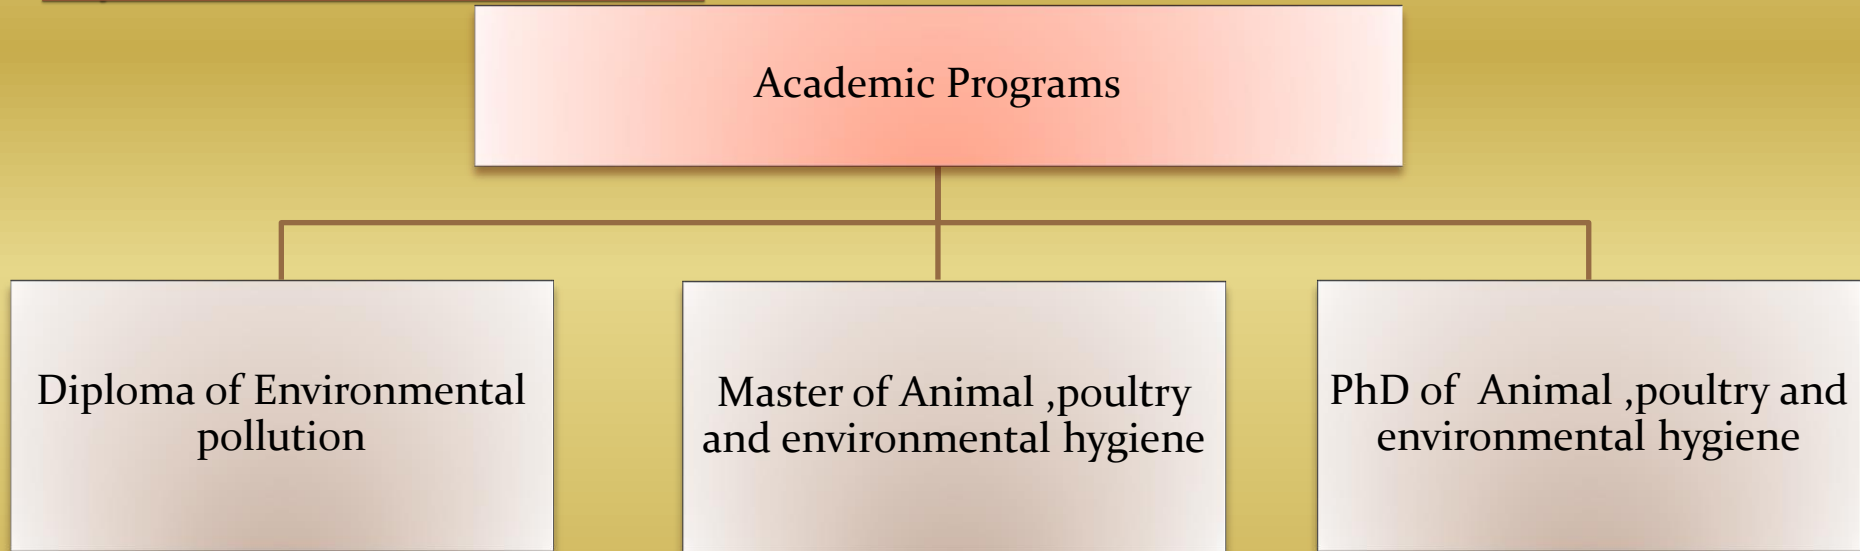 Academic Programs
Diploma of Environmental
pollution
Master of Animal ,poultry
and environmental hygiene
PhD of  Animal ,poultry and
environmental hygiene